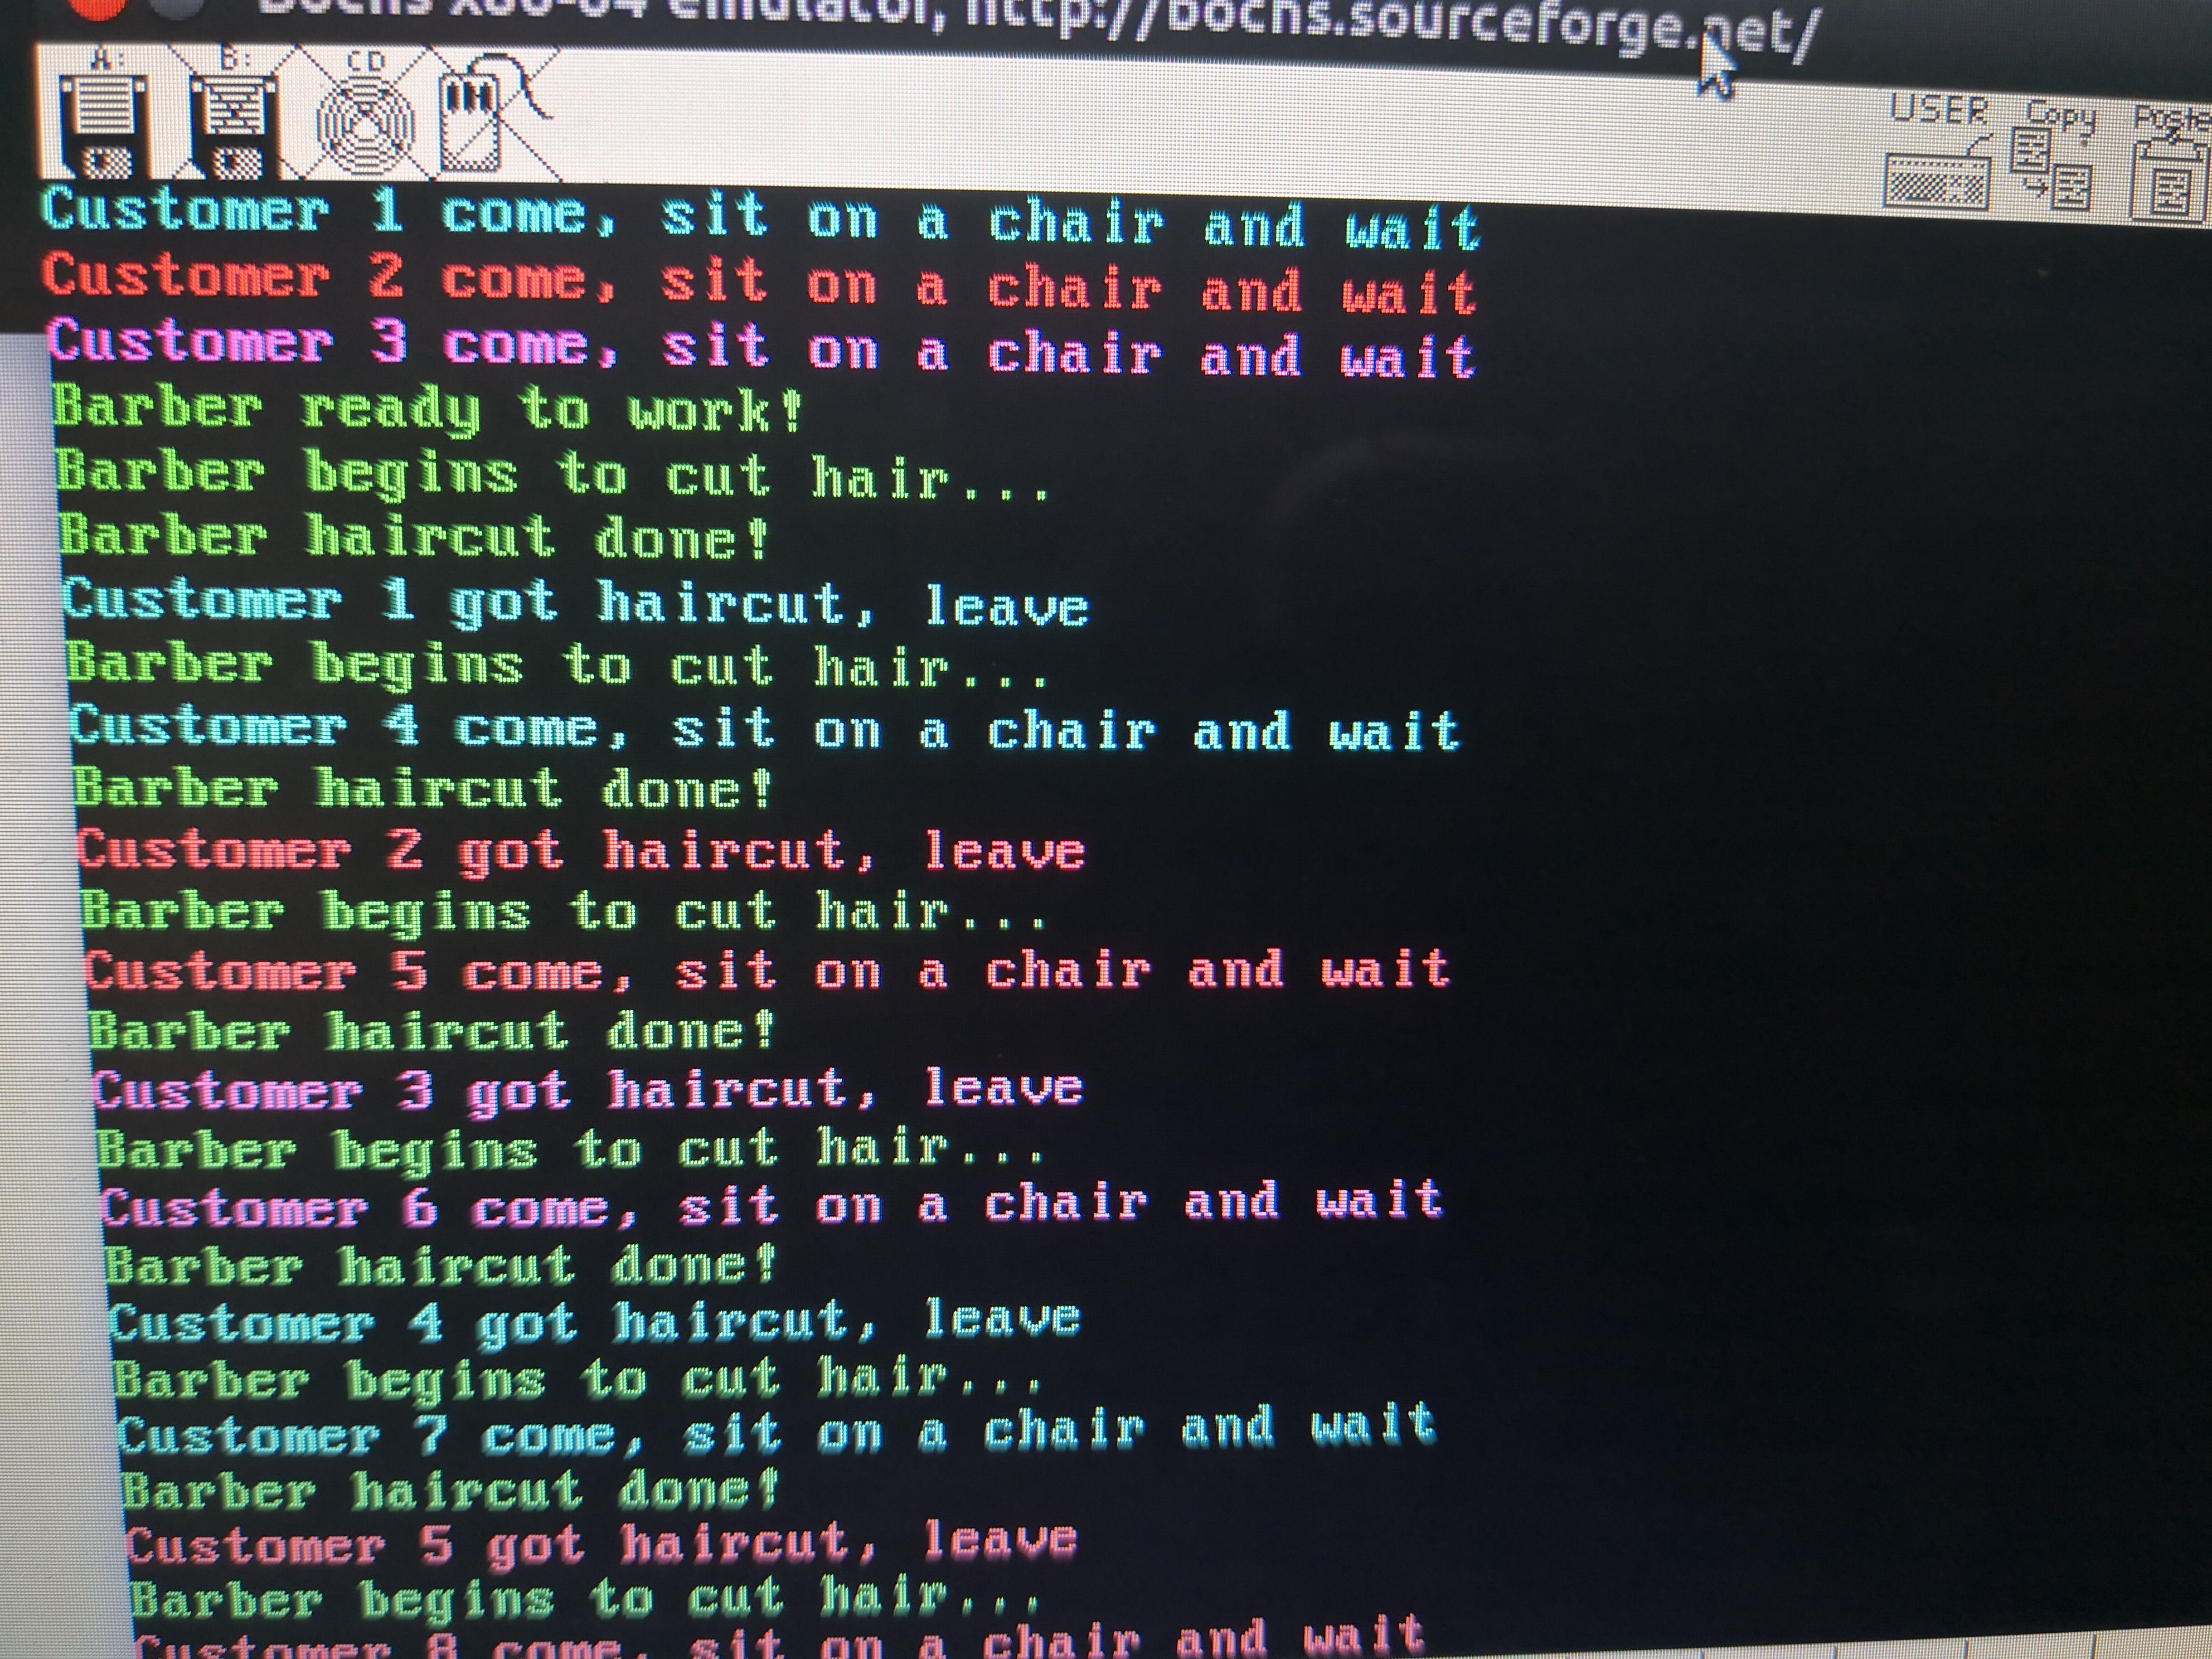 Bochs x86-64 emulator, http://bochs.sourceforge.net/
A: B: CD USER Copy Paste
Customer 1 come, sit on a chair and wait
Customer 2 come, sit on a chair and wait
Customer 3 come, sit on a chair and wait
Barber ready to work!
Barber begins to cut hair...
Barber haircut done!
Customer 1 got haircut, leave
Barber begins to cut hair...
Customer 4 come, sit on a chair and wait
Barber haircut done!
Customer 2 got haircut, leave
Barber begins to cut hair...
Customer 5 come, sit on a chair and wait
Barber haircut done!
Customer 3 got haircut, leave
Barber begins to cut hair...
Customer 6 come, sit on a chair and wait
Barber haircut done!
Customer 4 got haircut, leave
Barber begins to cut hair...
Customer 7 come, sit on a chair and wait
Barber haircut done!
Customer 5 got haircut, leave
Barber begins to cut hair...
Customer 8 come, sit on a chair and wait